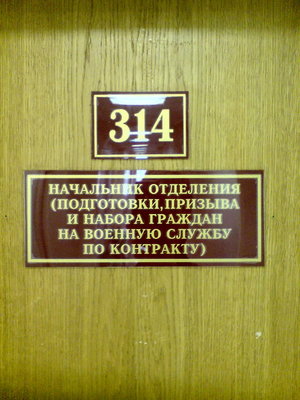 314
НАЧАЛЬНИК ОТДЕЛЕНИЯ
(ПОДГОТОВКИ,ПРИЗЫВА
И НАБОРА ГРАЖДАН
НА ВОЕННУЮ СЛУЖБУ
ПО КОНТРАКТУ)